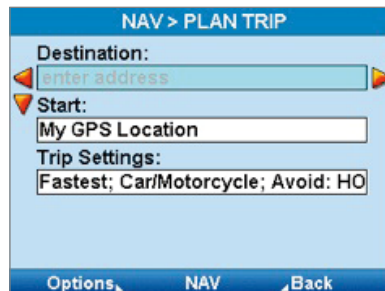 NAV > PLAN TRIP
Destination:
enter address
Start:
My GPS Location
Trip Settings:
Fastest; Car/Motorcycle; Avoid: HO
Options NAV Back